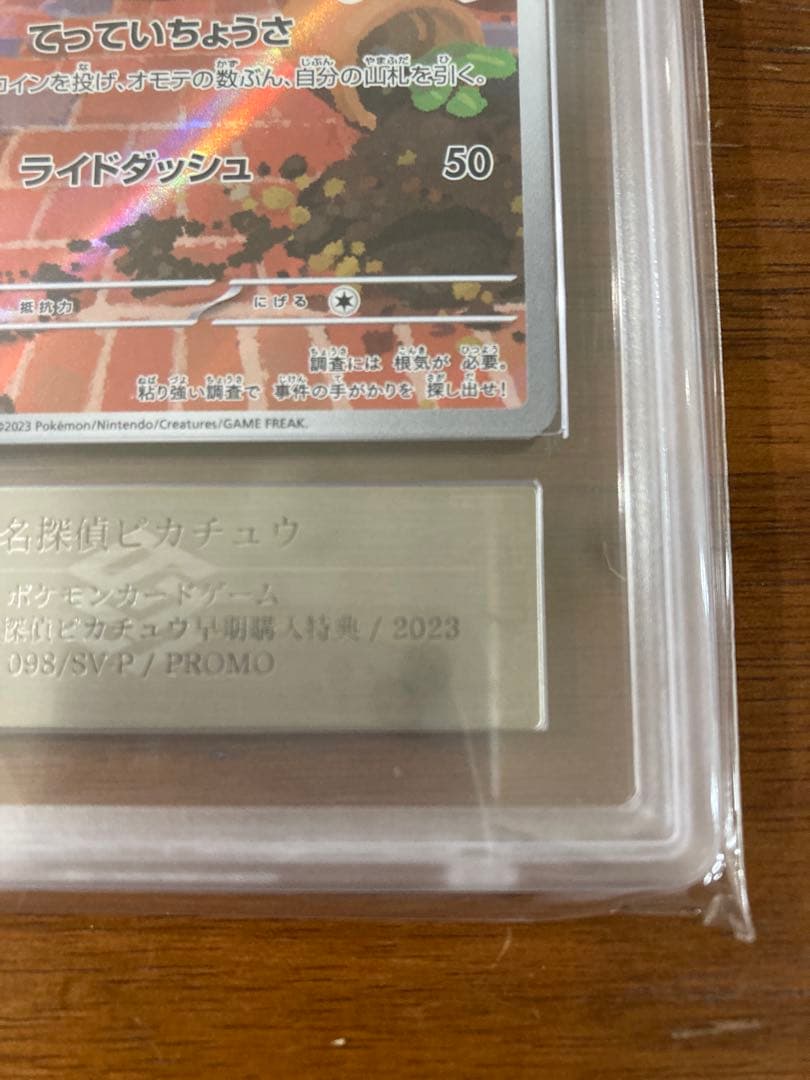 てっていちょうさ
コインを投げ、オモテの数ぶん、自分の山札を引く。
ライドダッシュ 50
抵抗力 にげる
調査には 根気が 必要。
粘り強い調査で 事件の手がかりを 探し出せ!
©2023 Pokémon/Nintendo/Creatures/GAME FREAK.
名探偵ピカチュウ
ポケモンカードゲーム
探偵ピカチュウ早期購入特典 / 2023
098/SV-P / PROMO